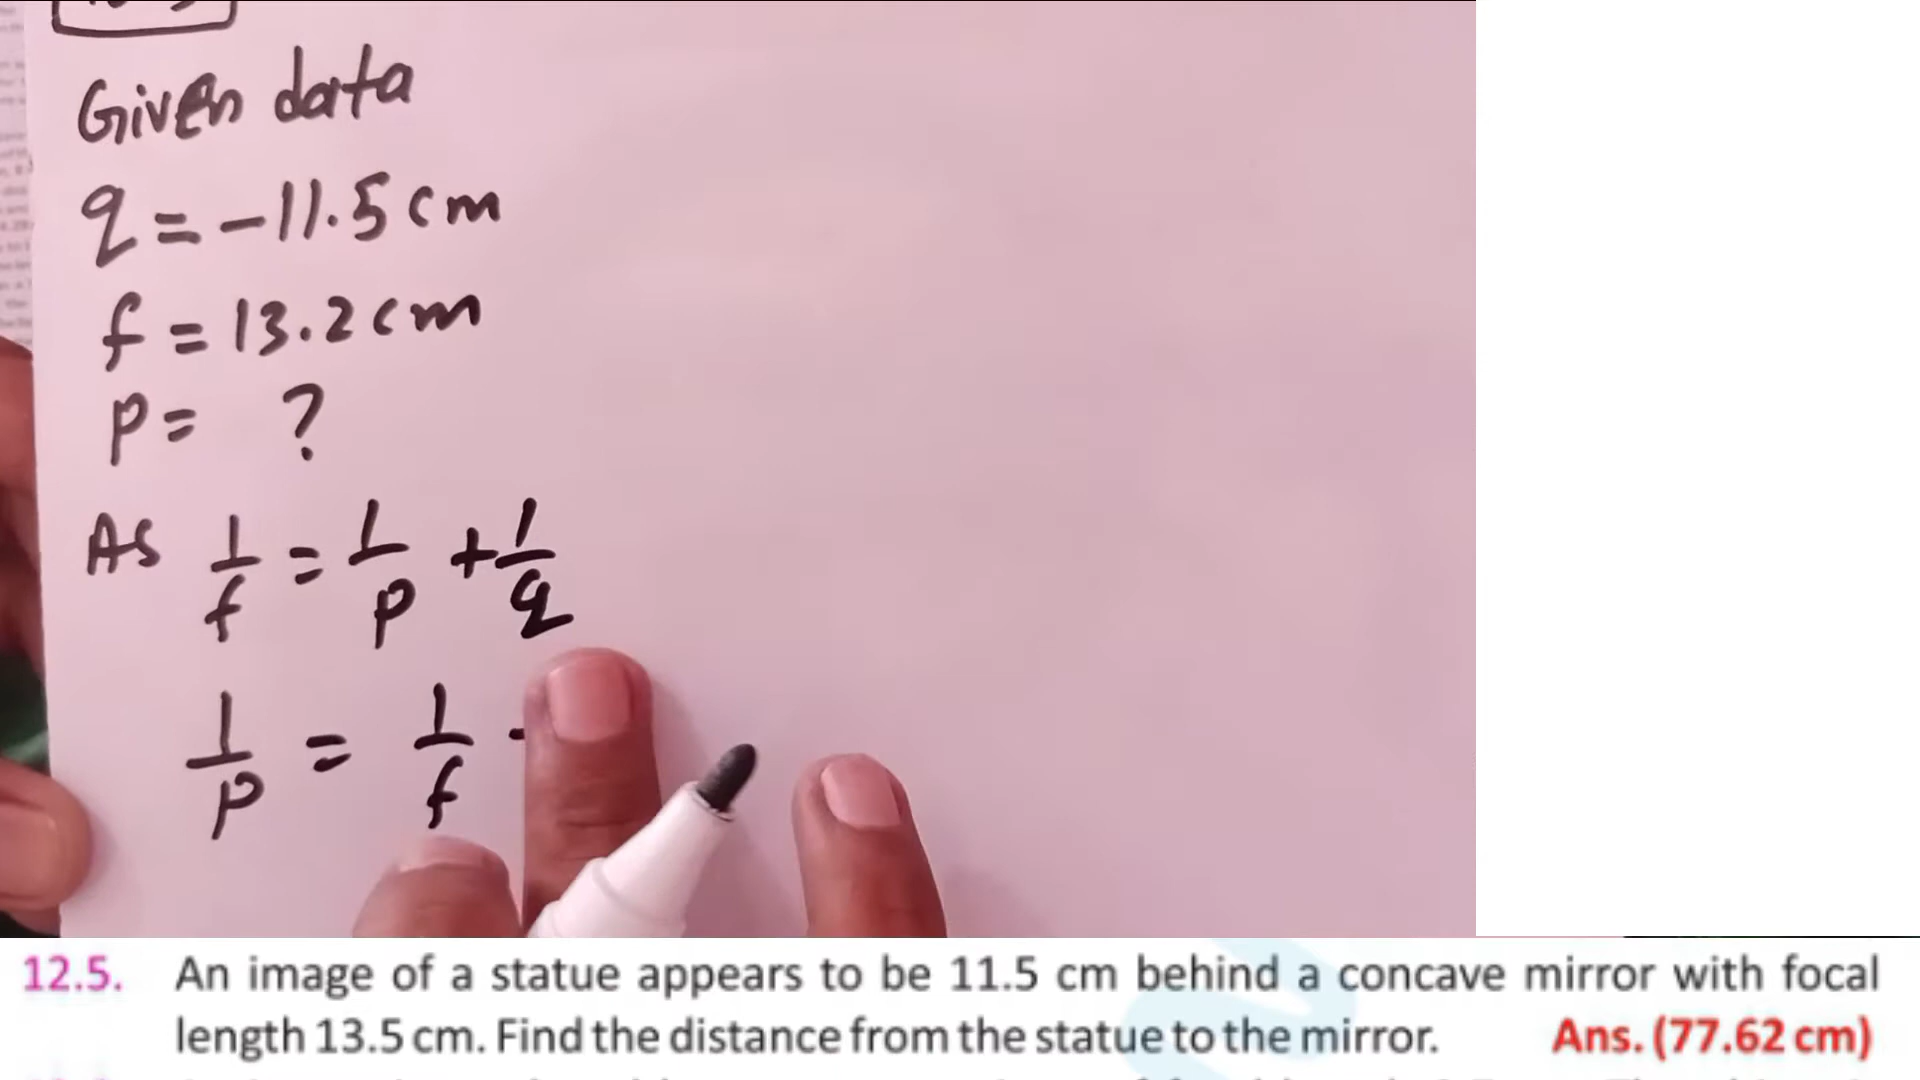 Given data
q = -11.5 cm
f = 13.2 cm
P = ?
As 1/f = 1/p + 1/q
1/p = 1/f -
12.5. An image of a statue appears to be 11.5 cm behind a concave mirror with focal
length 13.5 cm. Find the distance from the statue to the mirror. Ans. (77.62 cm)